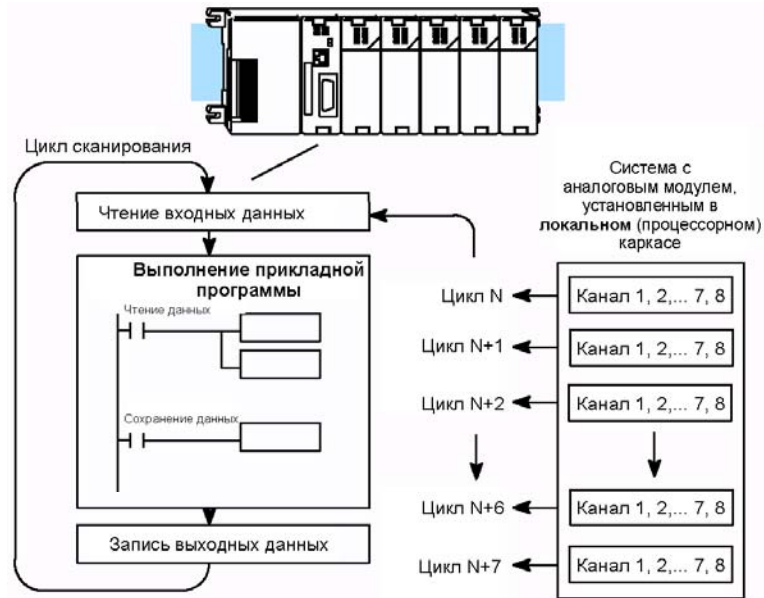 Цикл сканирования
Чтение входных данных
Выполнение прикладной
программы
Чтение данных
Сохранение данных
Запись выходных данных
Система с
аналоговым модулем,
установленным в
локальном (процессорном)
каркасе
Цикл N
Канал 1, 2,... 7, 8
Цикл N+1
Канал 1, 2,... 7, 8
Цикл N+2
Канал 1, 2,... 7, 8
Цикл N+6
Канал 1, 2,... 7, 8
Цикл N+7
Канал 1, 2,... 7, 8